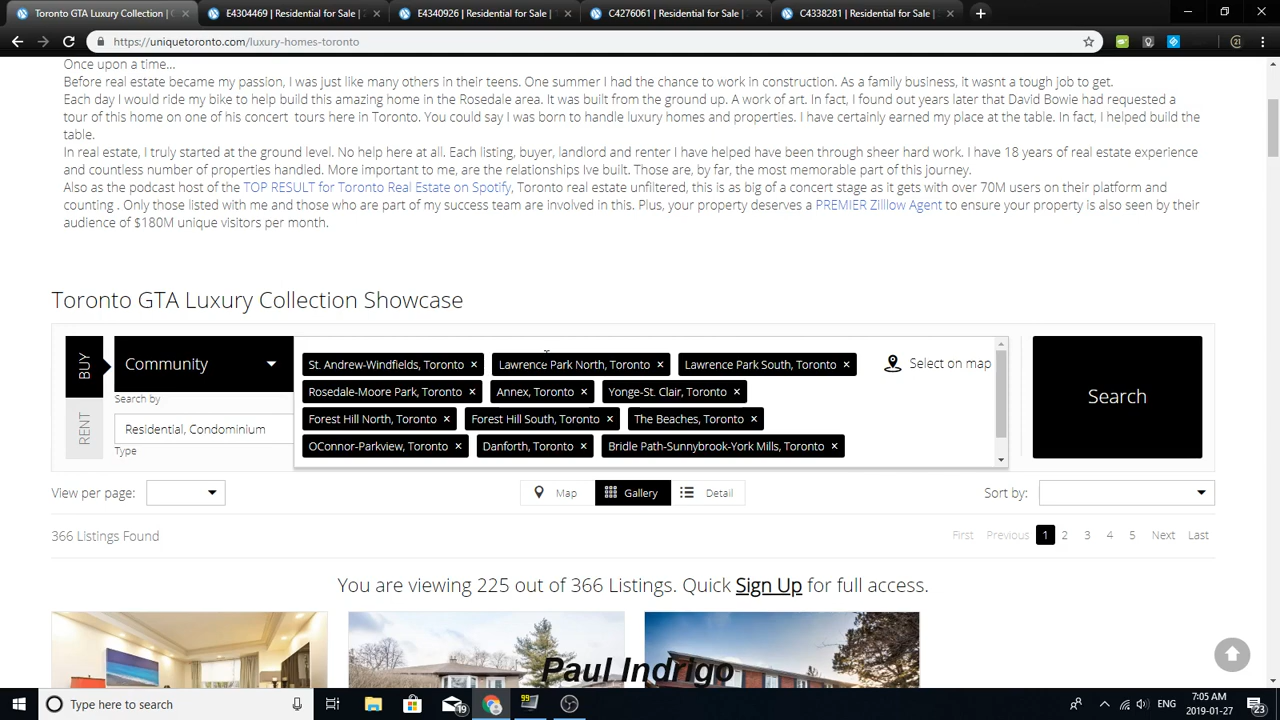 Toronto GTA Luxury Collection |
E4304469 | Residential for Sale |
E4340926 | Residential for Sale |
C4276061 | Residential for Sale |
C4338281 | Residential for Sale |
https://uniquetoronto.com/luxury-homes-toronto
Once upon a time...
Before real estate became my passion, I was just like many others in their teens. One summer I had the chance to work in construction. As a family business, it wasnt a tough job to get.
Each day I would ride my bike to help build this amazing home in the Rosedale area. It was built from the ground up. A work of art. In fact, I found out years later that David Bowie had requested a
tour of this home on one of his concert tours here in Toronto. You could say I was born to handle luxury homes and properties. I have certainly earned my place at the table. In fact, I helped build the
table.
In real estate, I truly started at the ground level. No help here at all. Each listing, buyer, landlord and renter I have helped have been through sheer hard work. I have 18 years of real estate experience
and countless number of properties handled. More important to me, are the relationships ive built. Those are, by far, the most memorable part of this journey.
Also as the podcast host of the TOP RESULT for Toronto Real Estate on Spotify, Toronto real estate unfiltered, this is as big of a concert stage as it gets with over 70M users on their platform and
counting . Only those listed with me and those who are part of my success team are involved in this. Plus, your property deserves a PREMIER Zilllow Agent to ensure your property is also seen by their
audience of $180M unique visitors per month.
Toronto GTA Luxury Collection Showcase
BUY
RENT
Community
Search by
Residential, Condominium
Type
St. Andrew-Windfields, Toronto × Lawrence Park North, Toronto × Lawrence Park South, Toronto ×
Rosedale-Moore Park, Toronto × Annex, Toronto × Yonge-St. Clair, Toronto ×
Forest Hill North, Toronto × Forest Hill South, Toronto × The Beaches, Toronto ×
OConnor-Parkview, Toronto × Danforth, Toronto × Bridle Path-Sunnybrook-York Mills, Toronto ×
Select on map
Search
View per page:
Map Gallery Detail
Sort by:
366 Listings Found
First Previous 1 2 3 4 5 Next Last
You are viewing 225 out of 366 Listings. Quick Sign Up for full access.
Paul Indrigo
Type here to search
19
99+
ENG
7:05 AM
2019-01-27
23